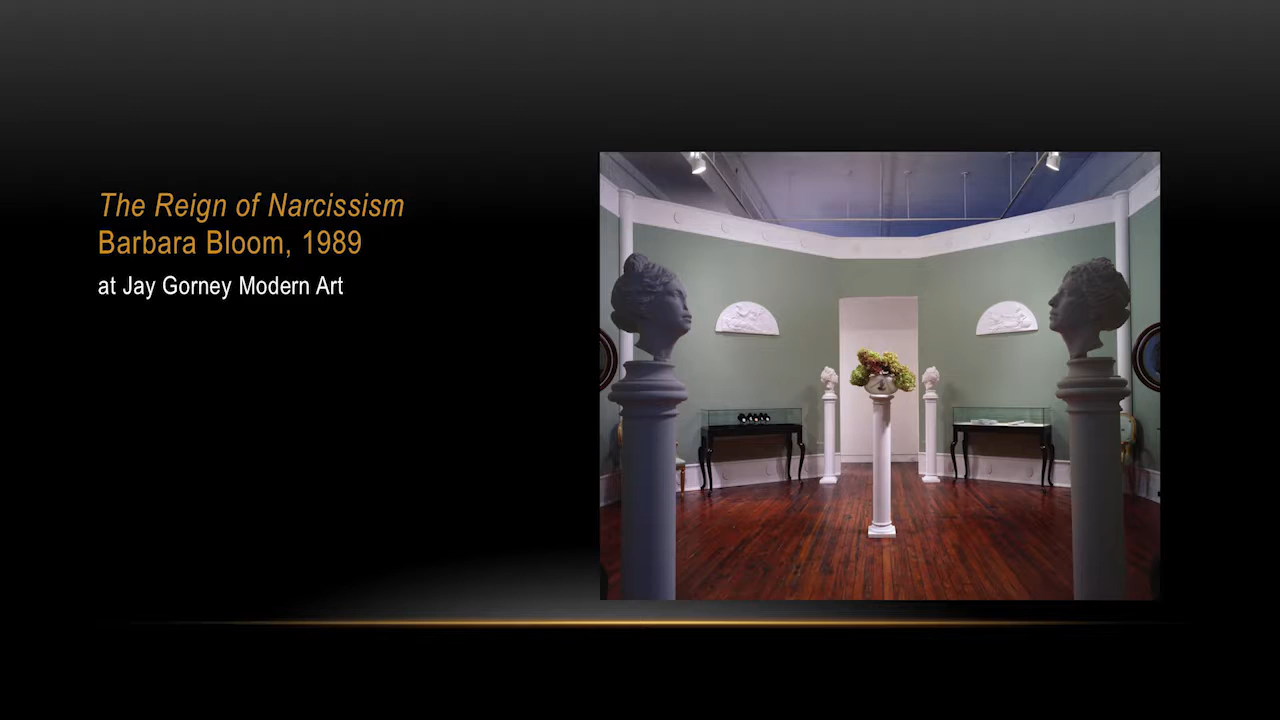 The Reign of Narcissism
Barbara Bloom, 1989
at Jay Gorney Modern Art